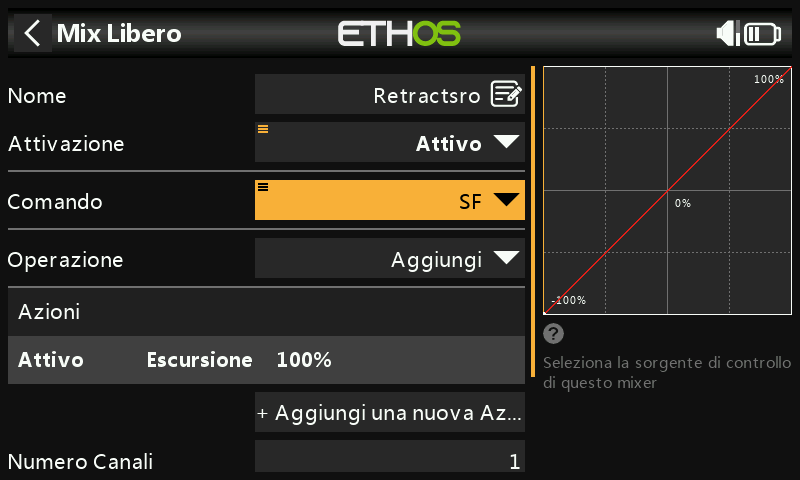 Mix Libero
ETHOS
Nome
Retractsro
Attivazione
Attivo
Comando
SF
Operazione
Aggiungi
Azioni
Attivo Escursione 100%
+ Aggiungi una nuova Az...
Numero Canali
1
100%
0%
-100%
?
Seleziona la sorgente di controllo
di questo mixer